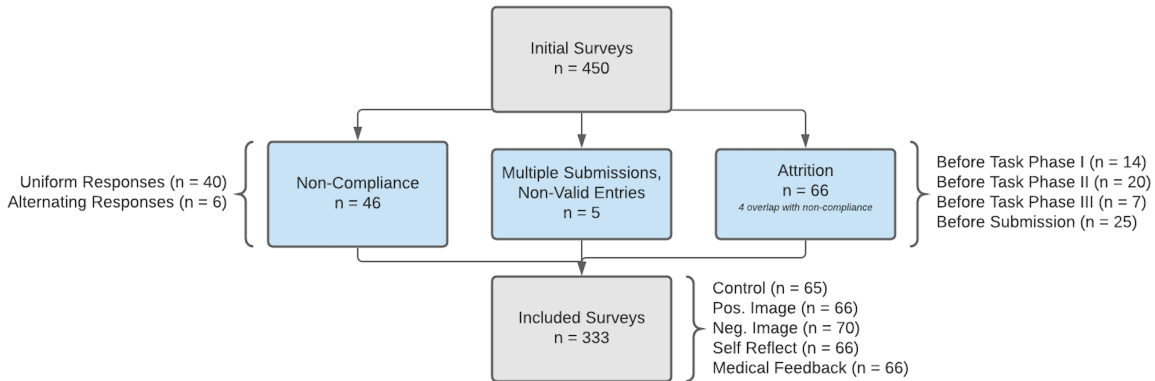 Initial Surveys
n = 450
Uniform Responses (n = 40)
Alternating Responses (n = 6)
Non-Compliance
n = 46
Multiple Submissions,
Non-Valid Entries
n = 5
Attrition
n = 66
4 overlap with non-compliance
Before Task Phase I (n = 14)
Before Task Phase II (n = 20)
Before Task Phase III (n = 7)
Before Submission (n = 25)
Included Surveys
n = 333
Control (n = 65)
Pos. Image (n = 66)
Neg. Image (n = 70)
Self Reflect (n = 66)
Medical Feedback (n = 66)